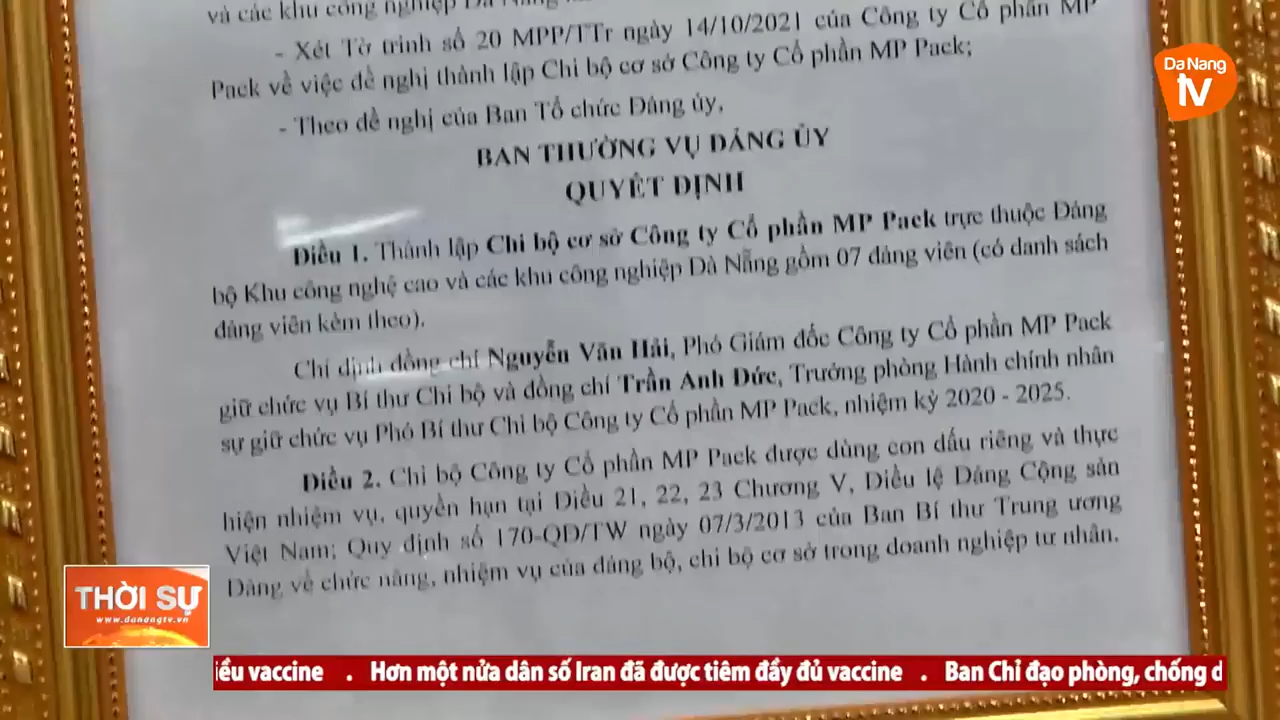 và các khu công nghiệp Đà Nẵng
- Xét Tờ trình số 20 MPP/TTr ngày 14/10/2021 của Công ty Cổ phần MP
Pack về việc đề nghị thành lập Chi bộ cơ sở Công ty Cổ phần MP Pack;
- Theo đề nghị của Ban Tổ chức Đảng ủy,
BAN THƯỜNG VỤ ĐẢNG ỦY
QUYẾT ĐỊNH
Điều 1. Thành lập Chi bộ cơ sở Công ty Cổ phần MP Pack trực thuộc Đảng
bộ Khu công nghệ cao và các khu công nghiệp Đà Nẵng gồm 07 đảng viên (có danh sách
đảng viên kèm theo).
Chỉ định đồng chí Nguyễn Văn Hải, Phó Giám đốc Công ty Cổ phần MP Pack
giữ chức vụ Bí thư Chi bộ và đồng chí Trần Anh Đức, Trưởng phòng Hành chính nhân
sự giữ chức vụ Phó Bí thư Chi bộ Công ty Cổ phần MP Pack, nhiệm kỳ 2020 - 2025.
Điều 2. Chi bộ Công ty Cổ phần MP Pack được dùng con dấu riêng và thực
hiện nhiệm vụ, quyền hạn tại Điều 21, 22, 23 Chương V, Điều lệ Đảng Cộng sản
Việt Nam; Quy định số 170-QĐ/TW ngày 07/3/2013 của Ban Bí thư Trung ương
Đảng về chức năng, nhiệm vụ của đảng bộ, chi bộ cơ sở trong doanh nghiệp tư nhân.
Da Nang
tv
THỜI SỰ
www.danangtv.vn
iều vaccine . Hơn một nửa dân số Iran đã được tiêm đầy đủ vaccine . Ban Chỉ đạo phòng, chống d